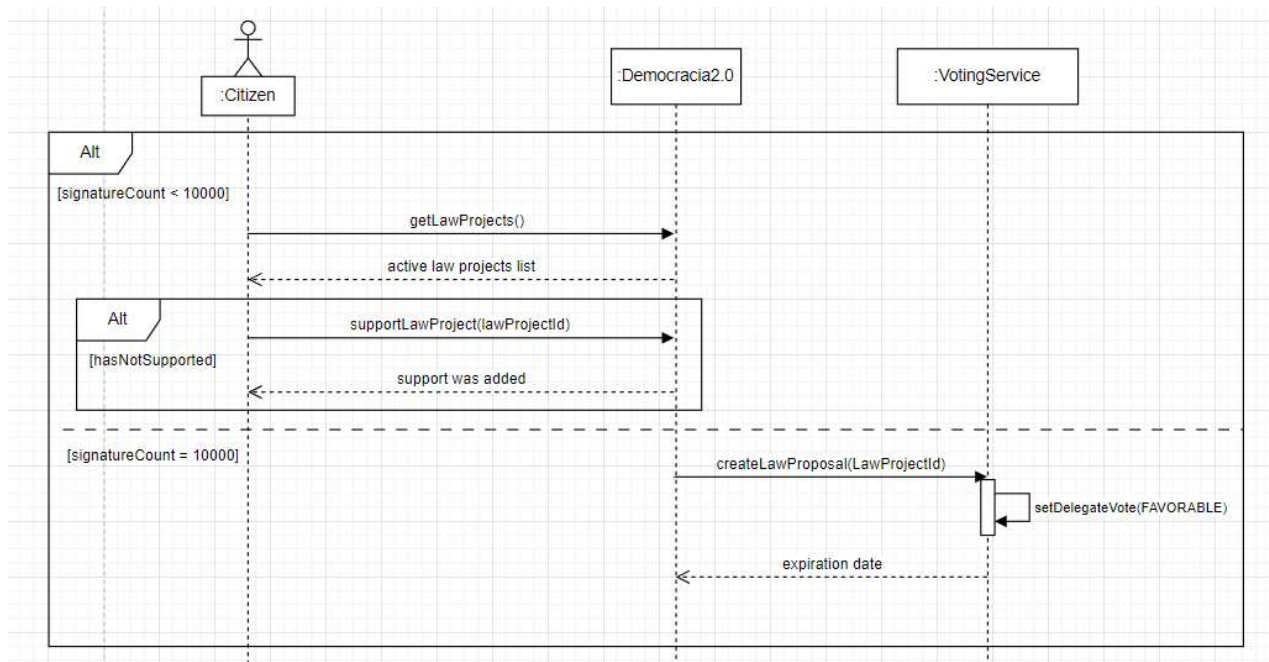 :Citizen
:Democracia2.0
:VotingService
Alt
[signatureCount < 10000]
getLawProjects()
active law projects list
Alt
supportLawProject(lawProjectId)
[hasNotSupported]
support was added
[signatureCount = 10000]
createLawProposal(LawProjectId)
setDelegateVote(FAVORABLE)
expiration date